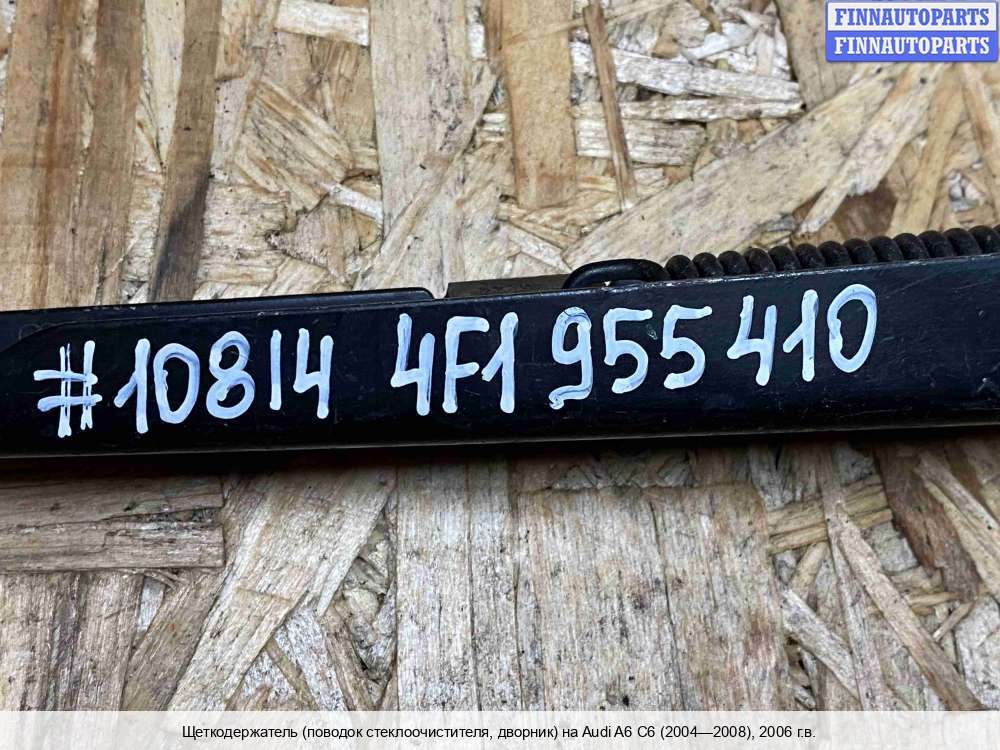 FINNAUTOPARTS
FINNAUTOPARTS
#10814 4F1 955 410
Щеткодержатель (поводок стеклоочистителя, дворник) на Audi A6 C6 (2004—2008), 2006 г.в.